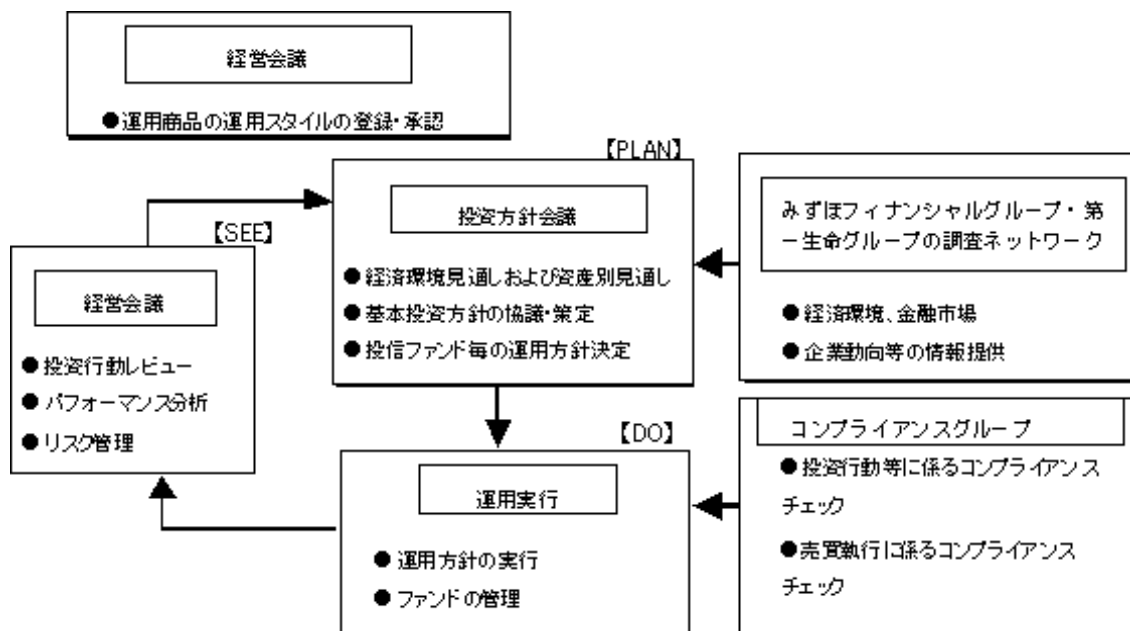 経営会議
●運用商品の運用スタイルの登録・承認
【PLAN】
投資方針会議
●経済環境見通しおよび資産別見通し
●基本投資方針の協議・策定
●投信ファンド毎の運用方針決定
みずほフィナンシャルグループ・第
一生命グループの調査ネットワーク
●経済環境、金融市場
●企業動向等の情報提供
【SEE】
経営会議
●投資行動レビュー
●パフォーマンス分析
●リスク管理
【DO】
運用実行
●運用方針の実行
●ファンドの管理
コンプライアンスグループ
●投資行動等に係るコンプライアンス
チェック
●売買執行に係るコンプライアンス
チェック